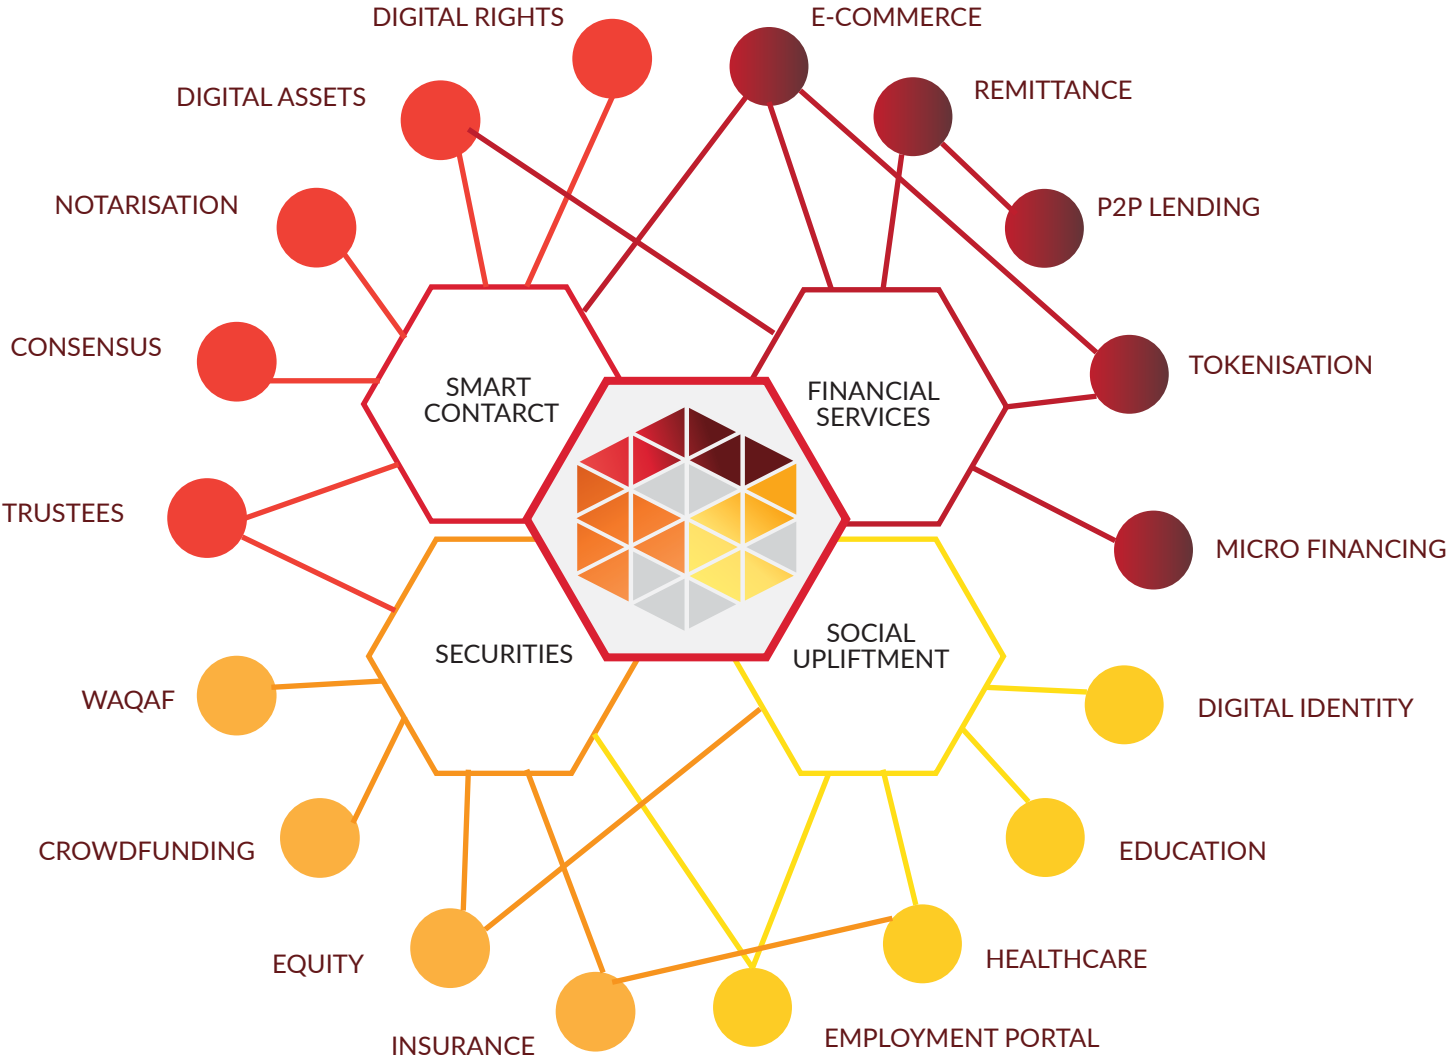 DIGITAL RIGHTS
E-COMMERCE
DIGITAL ASSETS
REMITTANCE
NOTARISATION
P2P LENDING
CONSENSUS
TOKENISATION
SMART
CONTARCT
FINANCIAL
SERVICES
TRUSTEES
MICRO FINANCING
SECURITIES
SOCIAL
UPLIFTMENT
WAQAF
DIGITAL IDENTITY
CROWDFUNDING
EDUCATION
EQUITY
HEALTHCARE
INSURANCE
EMPLOYMENT PORTAL